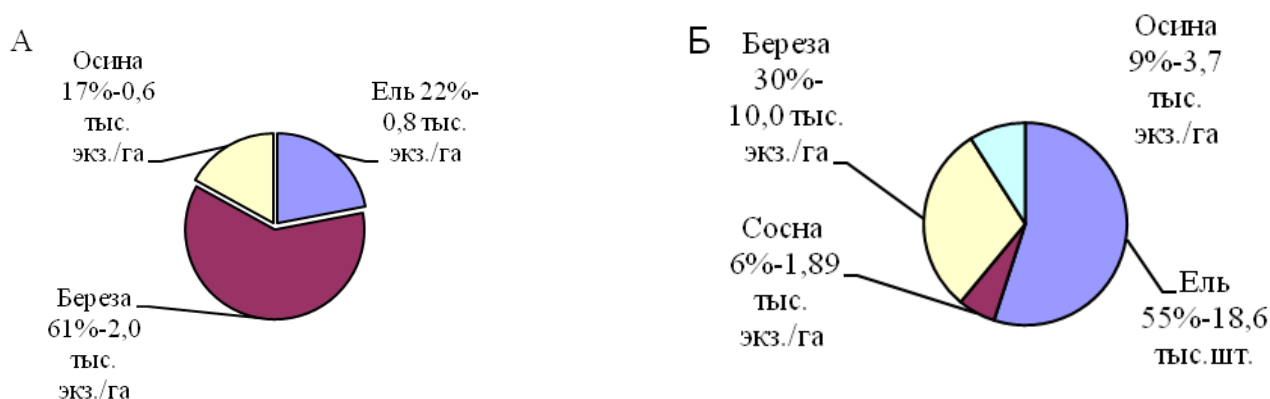 А
Осина
17%-0,6
тыс.
экз./га
Ель 22%-
0,8 тыс.
экз./га
Береза
61%-2,0
тыс.
экз./га
Б
Береза
30%-
10,0 тыс.
экз./га
Осина
9%-3,7
тыс.
экз./га
Сосна
6%-1,89
тыс.
экз./га
Ель
55%-18,6
тыс.шт.